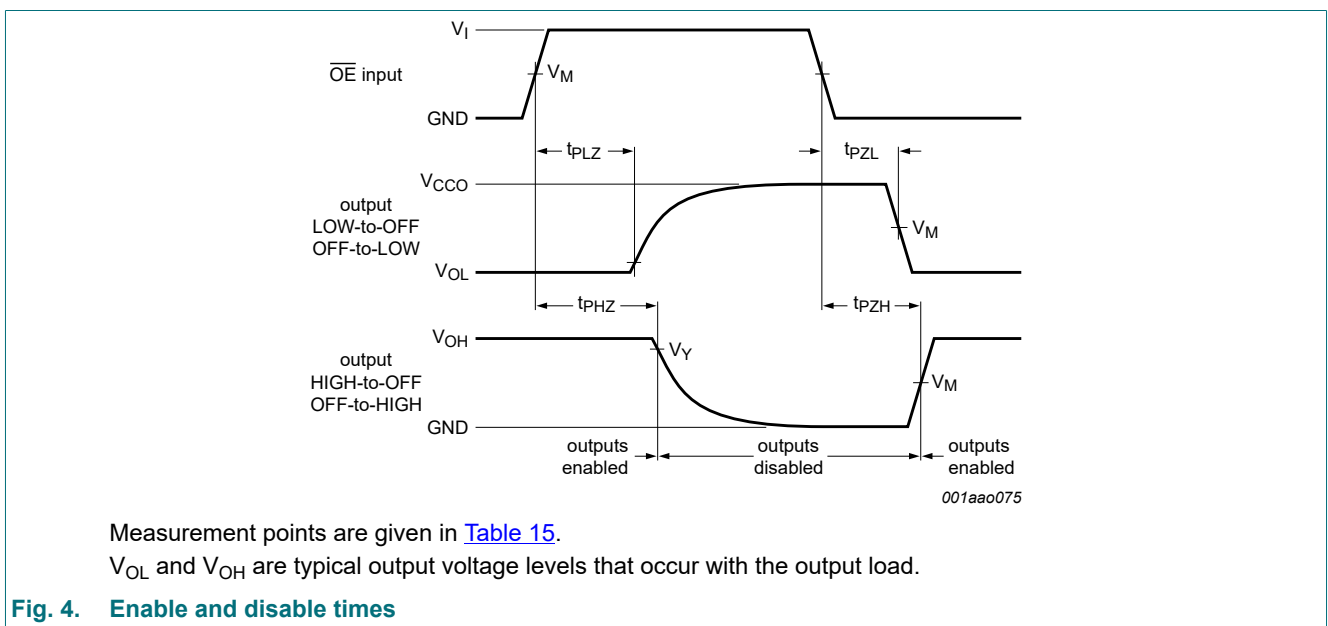 V_I
O̅E̅ input
V_M
GND
t_PLZ
t_PZL
V_CCO
output
LOW-to-OFF
OFF-to-LOW
V_M
V_OL
t_PHZ
t_PZH
V_OH
output
HIGH-to-OFF
OFF-to-HIGH
V_Y
V_M
GND
outputs
enabled
outputs
disabled
outputs
enabled
001aao075
Measurement points are given in Table 15.
V_OL and V_OH are typical output voltage levels that occur with the output load.
Fig. 4. Enable and disable times